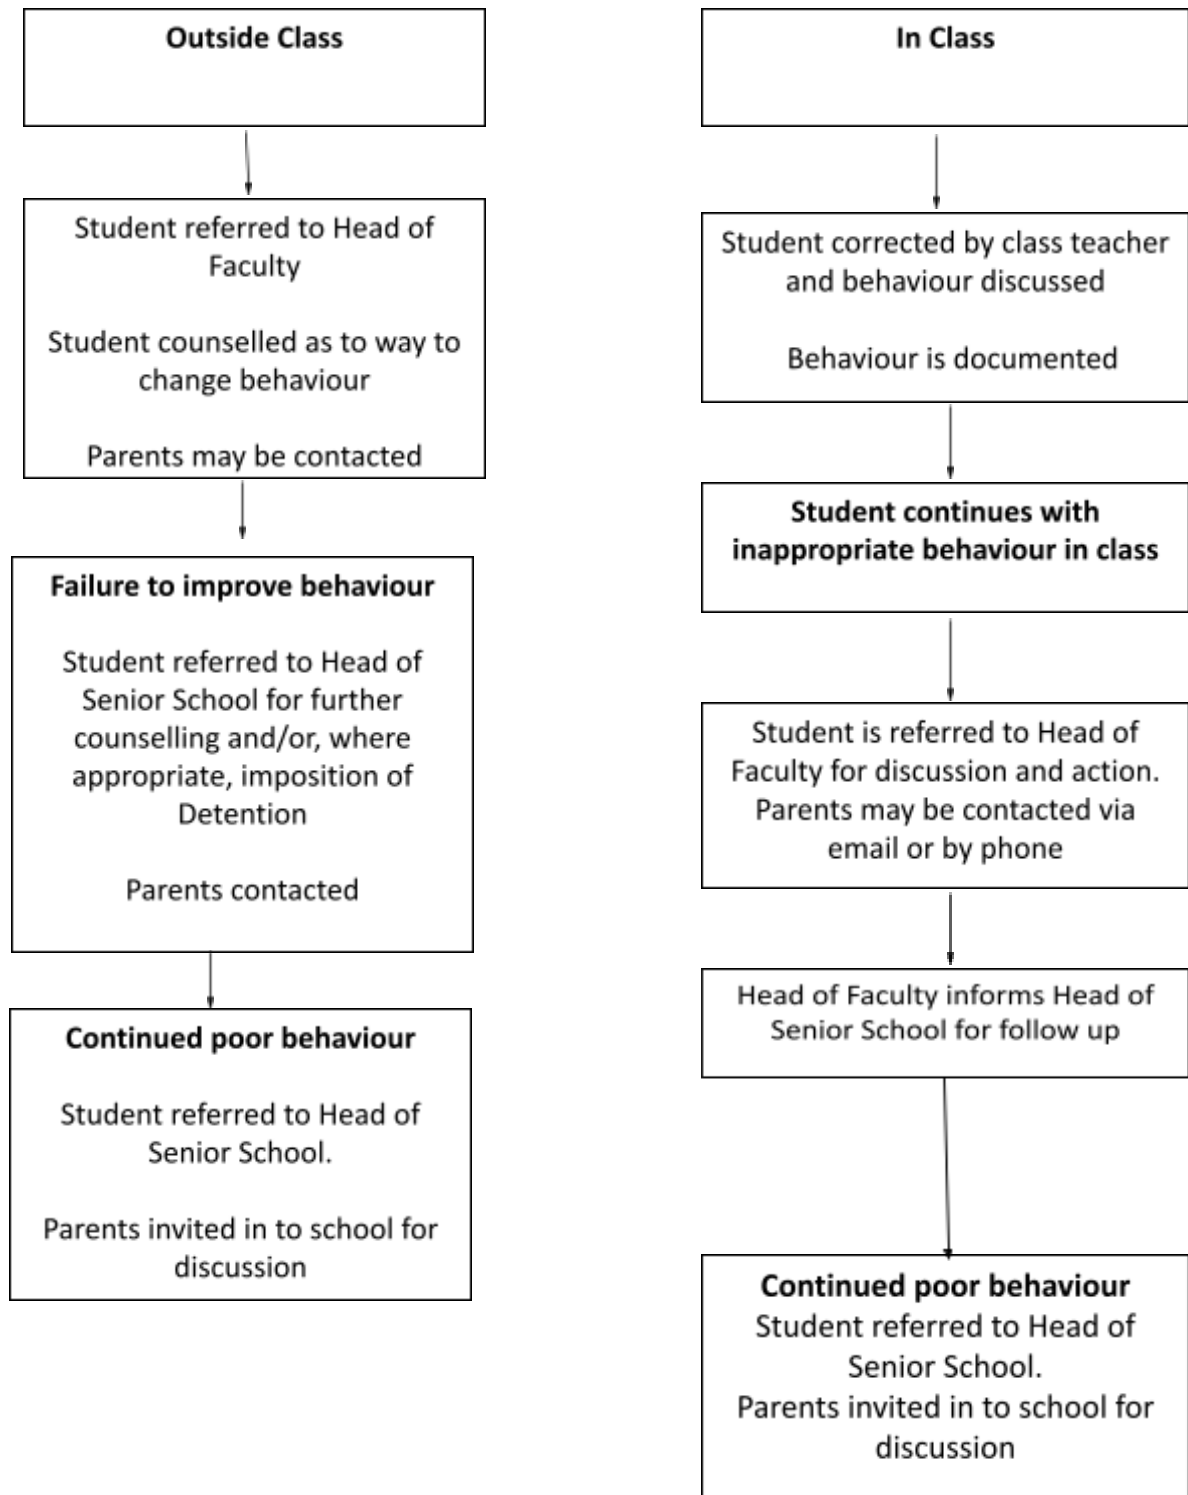 Outside Class
Student referred to Head of
Faculty
Student counselled as to way to
change behaviour
Parents may be contacted
Failure to improve behaviour
Student referred to Head of
Senior School for further
counselling and/or, where
appropriate, imposition of
Detention
Parents contacted
Continued poor behaviour
Student referred to Head of
Senior School.
Parents invited in to school for
discussion
In Class
Student corrected by class teacher
and behaviour discussed
Behaviour is documented
Student continues with
inappropriate behaviour in class
Student is referred to Head of
Faculty for discussion and action.
Parents may be contacted via
email or by phone
Head of Faculty informs Head of
Senior School for follow up
Continued poor behaviour
Student referred to Head of
Senior School.
Parents invited in to school for
discussion